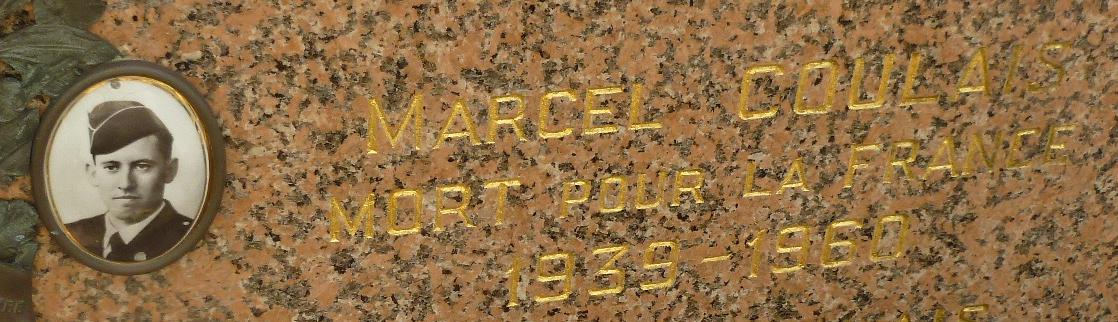 MARCEL COULAIS
MORT POUR LA FRANCE
1939-1960